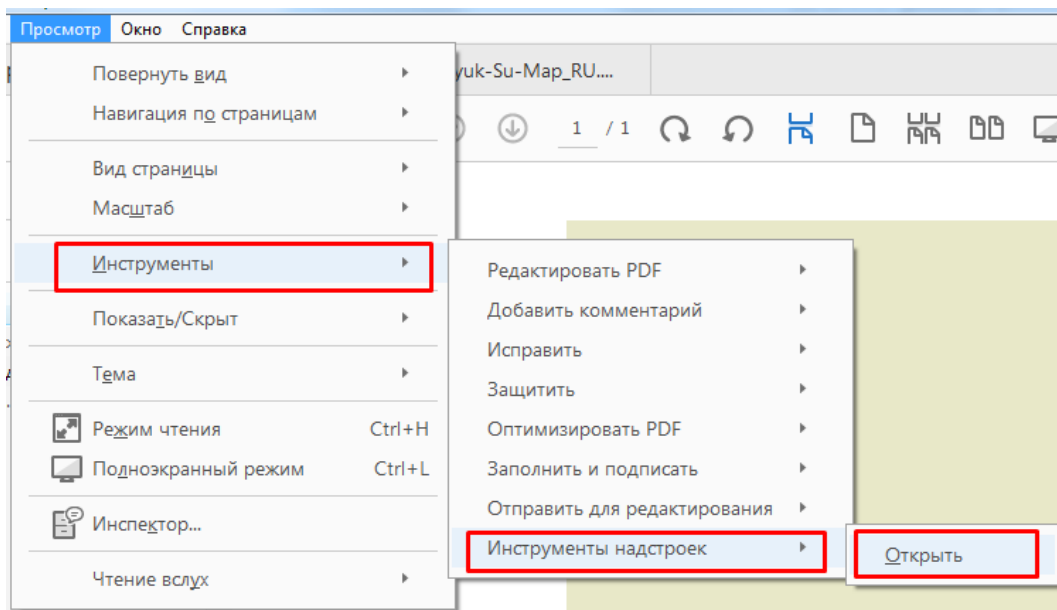 Просмотр Окно Справка
yuk-Su-Map_RU....
1 / 1
Повернуть вид
Навигация по страницам
Вид страницы
Масштаб
Инструменты
Показать/Скрыт
Тема
Режим чтения Ctrl+H
Полноэкранный режим Ctrl+L
Инспектор...
Чтение вслух
Редактировать PDF
Добавить комментарий
Исправить
Защитить
Оптимизировать PDF
Заполнить и подписать
Отправить для редактирования
Инструменты надстроек
Открыть